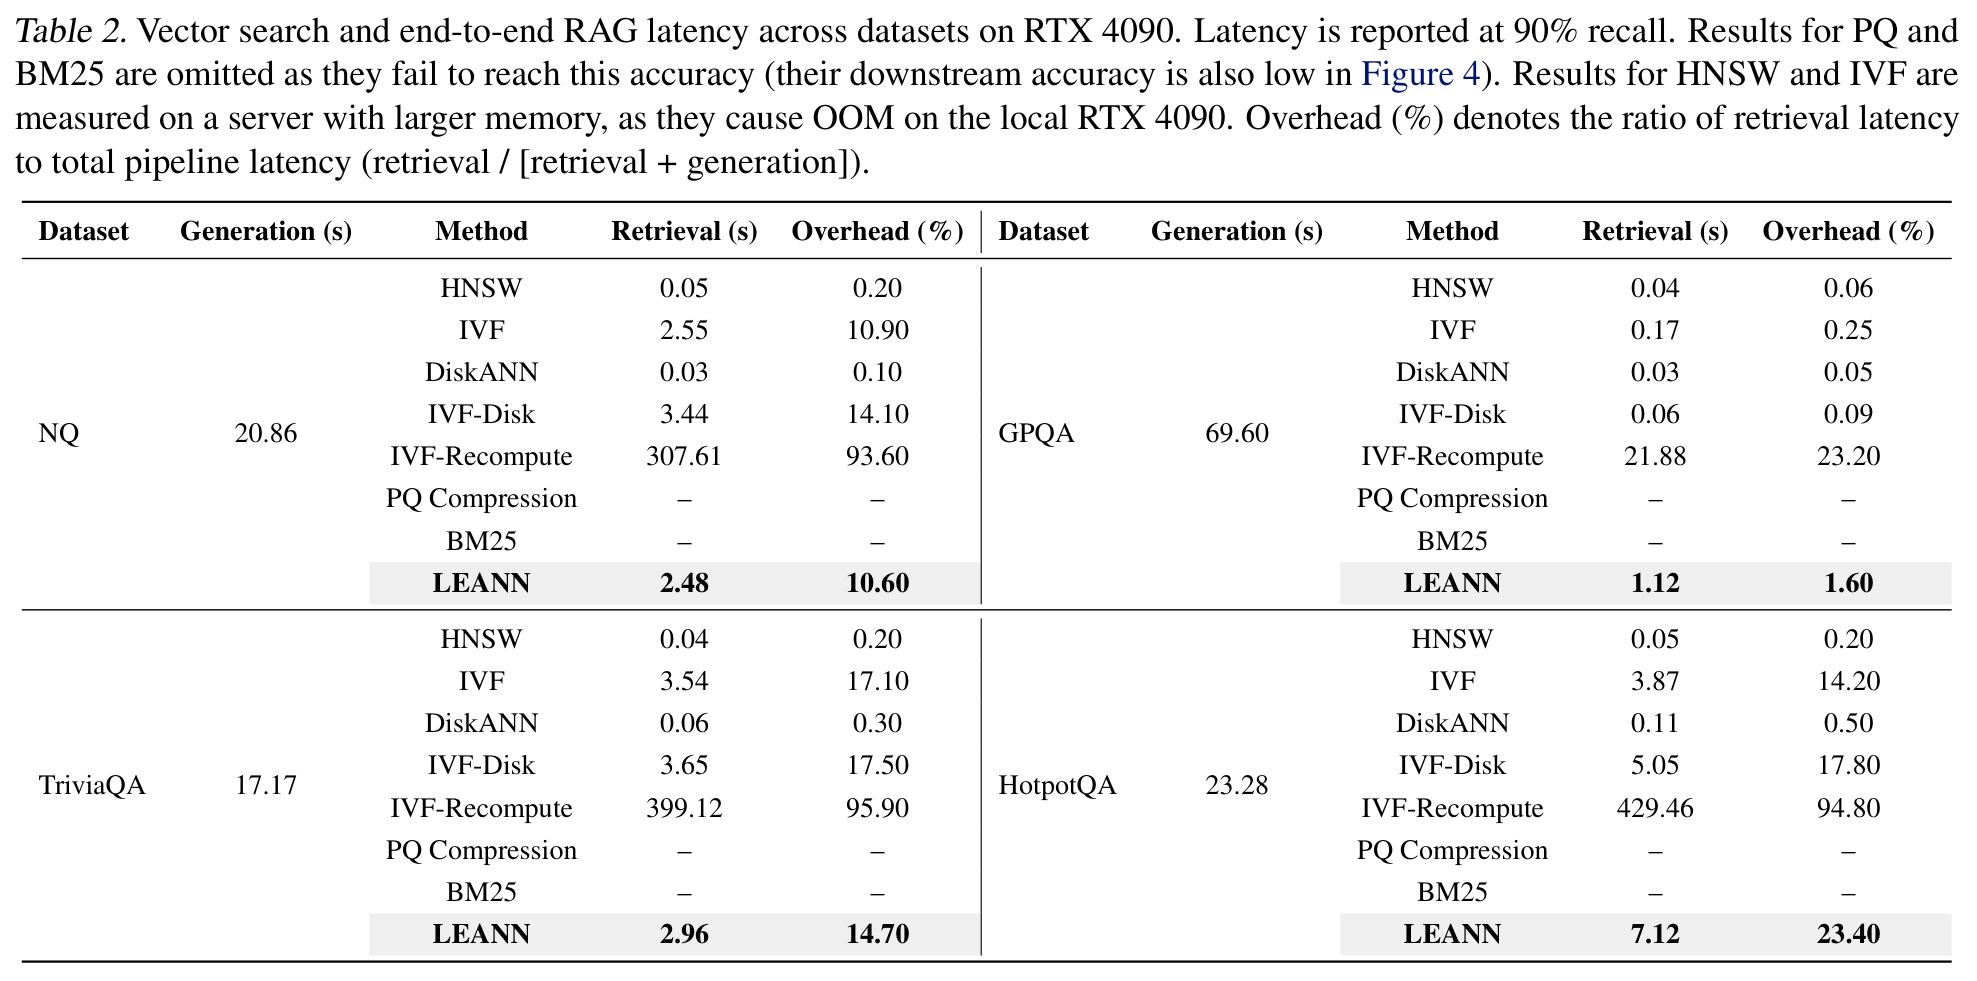 Table 2. Vector search and end-to-end RAG latency across datasets on RTX 4090. Latency is reported at 90% recall. Results for PQ and
BM25 are omitted as they fail to reach this accuracy (their downstream accuracy is also low in Figure 4). Results for HNSW and IVF are
measured on a server with larger memory, as they cause OOM on the local RTX 4090. Overhead (%) denotes the ratio of retrieval latency
to total pipeline latency (retrieval / [retrieval + generation]).
Dataset Generation (s) Method Retrieval (s) Overhead (%) Dataset Generation (s) Method Retrieval (s) Overhead (%)
HNSW 0.05 0.20 HNSW 0.04 0.06
IVF 2.55 10.90 IVF 0.17 0.25
DiskANN 0.03 0.10 DiskANN 0.03 0.05
IVF-Disk 3.44 14.10 IVF-Disk 0.06 0.09
NQ 20.86 GPQA 69.60
IVF-Recompute 307.61 93.60 IVF-Recompute 21.88 23.20
PQ Compression – – PQ Compression – –
BM25 – – BM25 – –
LEANN 2.48 10.60 LEANN 1.12 1.60
HNSW 0.04 0.20 HNSW 0.05 0.20
IVF 3.54 17.10 IVF 3.87 14.20
DiskANN 0.06 0.30 DiskANN 0.11 0.50
IVF-Disk 3.65 17.50 IVF-Disk 5.05 17.80
TriviaQA 17.17 HotpotQA 23.28
IVF-Recompute 399.12 95.90 IVF-Recompute 429.46 94.80
PQ Compression – – PQ Compression – –
BM25 – – BM25 – –
LEANN 2.96 14.70 LEANN 7.12 23.40